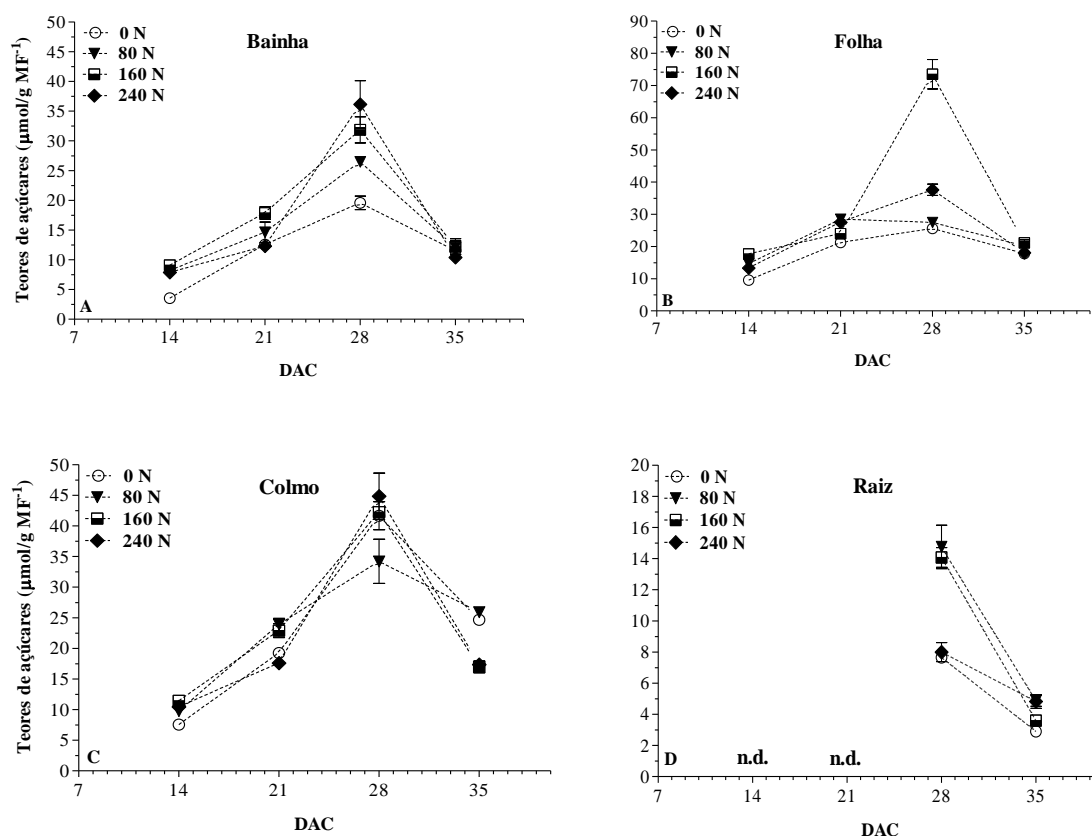 Bainha
0 N
80 N
160 N
240 N
Teores de açúcares (µmol/g MF-1)
50
45
40
35
30
25
20
15
10
5
0
A
7
14
21
28
35
DAC
Folha
0 N
80 N
160 N
240 N
90
80
70
60
50
40
30
20
10
0
B
7
14
21
28
35
DAC
Colmo
0 N
80 N
160 N
240 N
Teores de açúcares (µmol/g MF-1)
50
45
40
35
30
25
20
15
10
5
0
C
7
14
21
28
35
DAC
Raiz
0 N
80 N
160 N
240 N
20
18
16
14
12
10
8
6
4
2
0
D
n.d.
n.d.
7
14
21
28
35
DAC